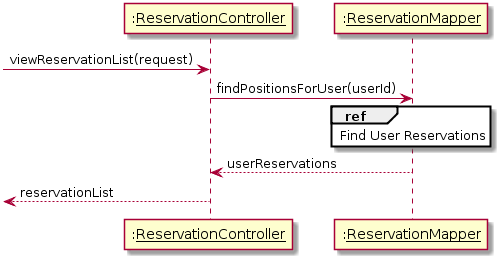 :ReservationController
:ReservationMapper
viewReservationList(request)
findPositionsForUser(userId)
ref
Find User Reservations
userReservations
reservationList
:ReservationController
:ReservationMapper